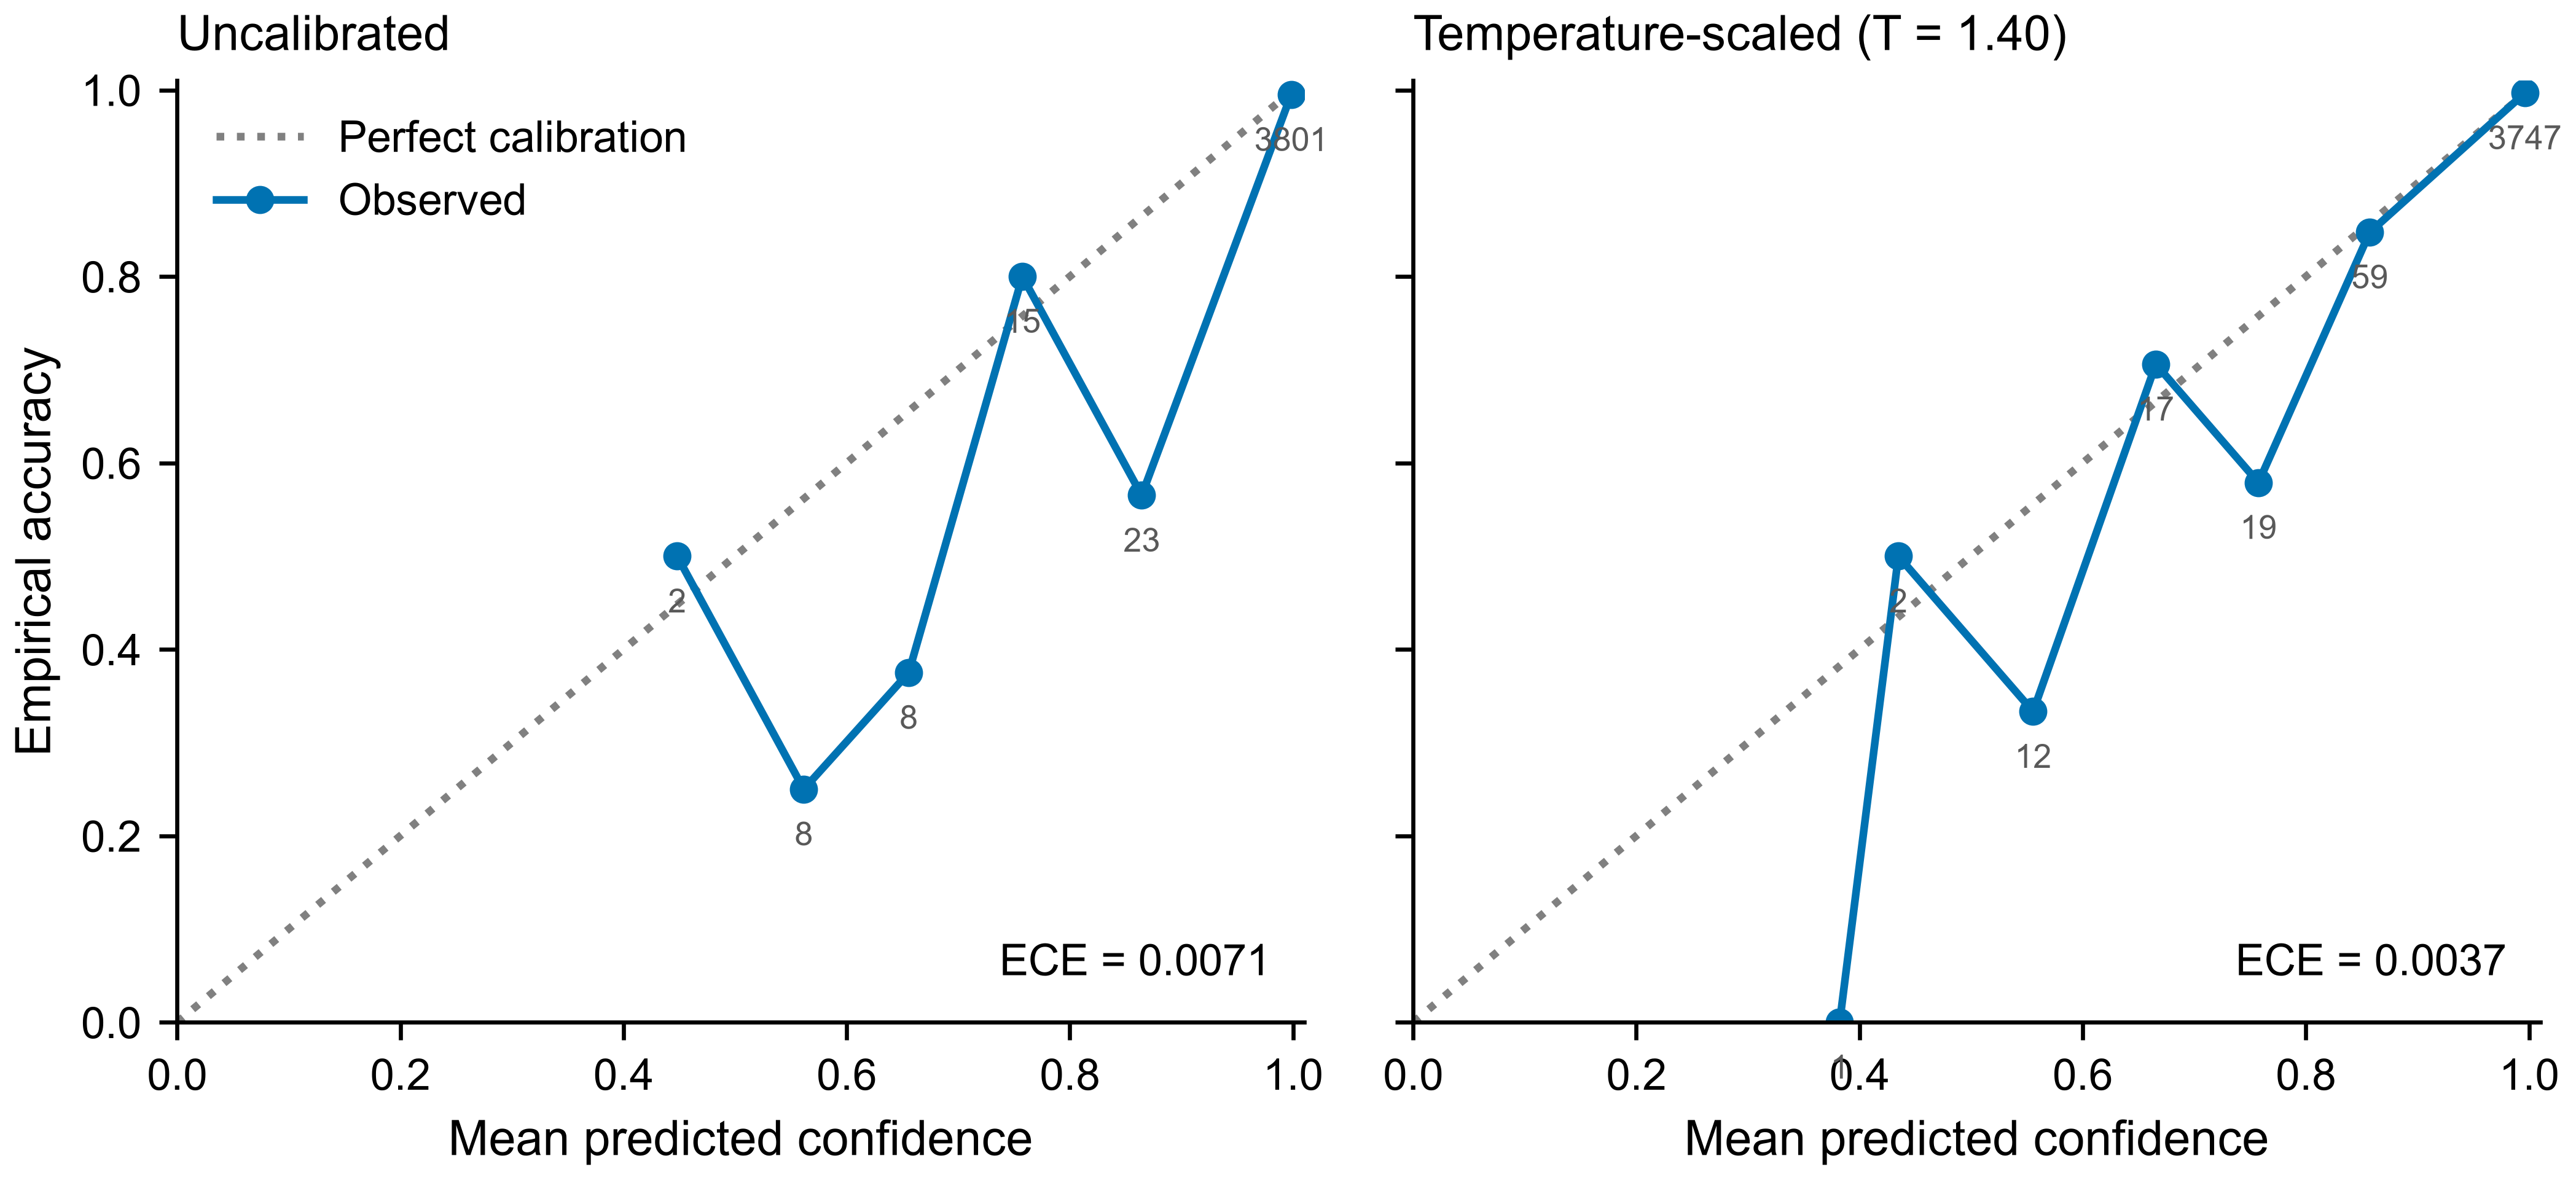 Uncalibrated
1.0
0.8
0.6
0.4
0.2
0.0
Empirical accuracy
Perfect calibration
Observed
3801
15
23
2
8
8
ECE = 0.0071
0.0 0.2 0.4 0.6 0.8 1.0
Mean predicted confidence
Temperature-scaled (T = 1.40)
3747
59
17
19
2
12
ECE = 0.0037
1
0.0 0.2 0.4 0.6 0.8 1.0
Mean predicted confidence